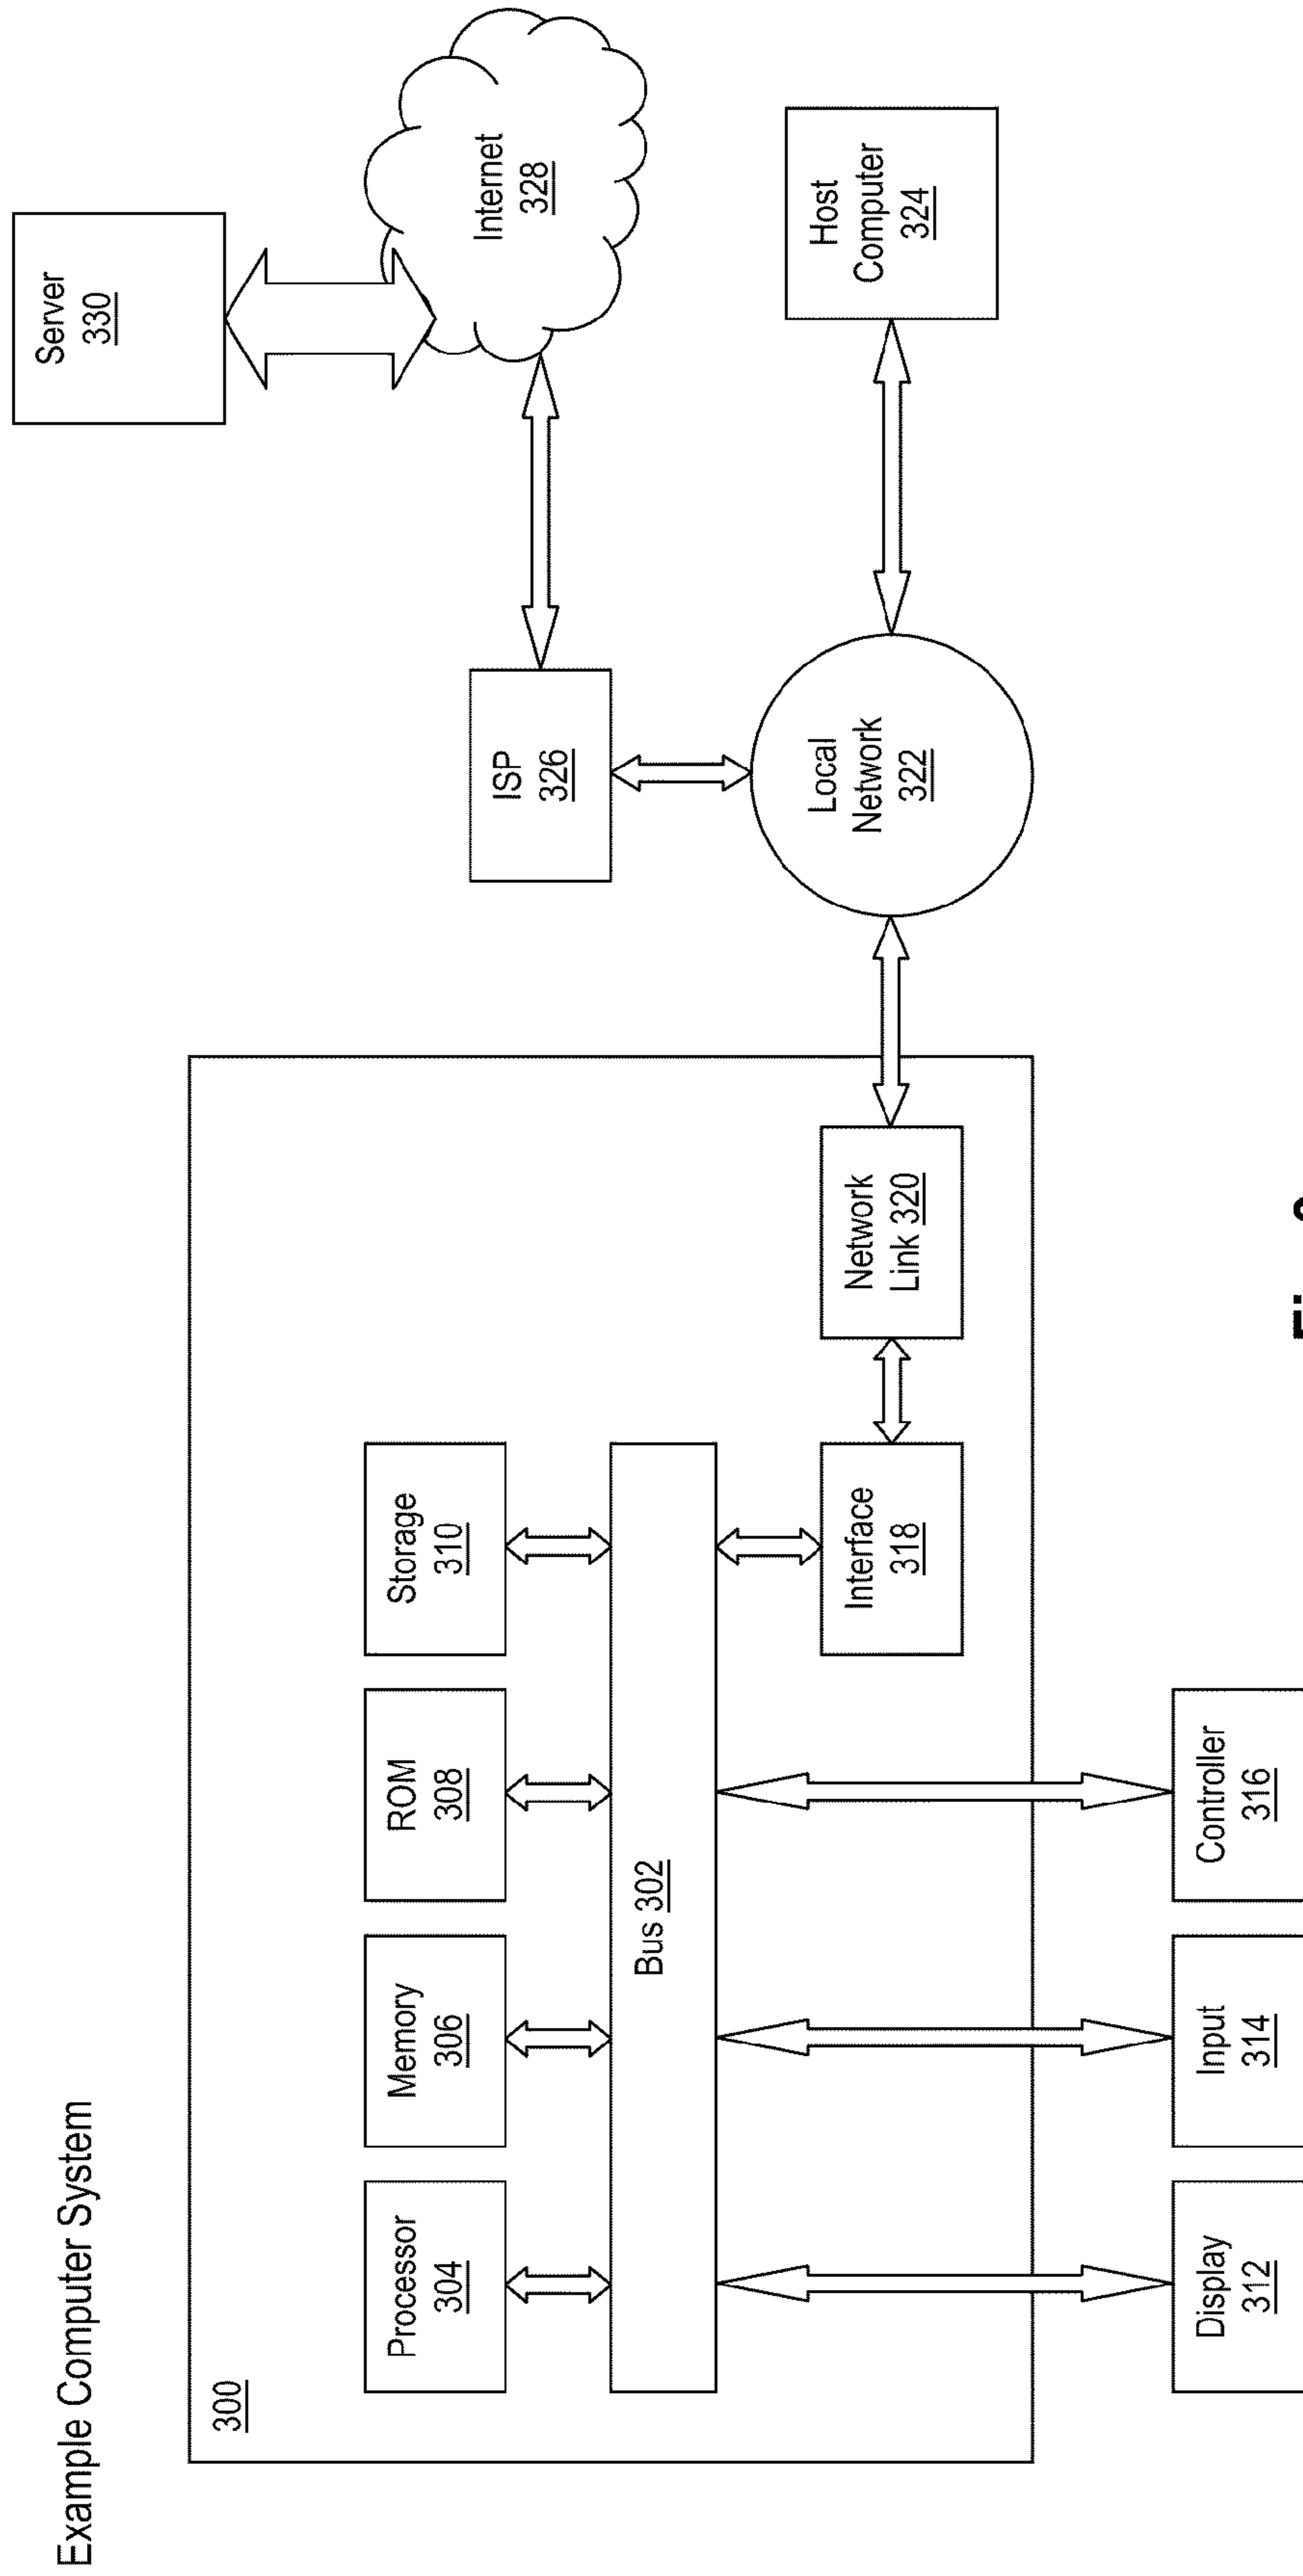 Example Computer System
300
Processor
304
Memory
306
ROM
308
Storage
310
Bus 302
Interface
318
Network
Link 320
Display
312
Input
314
Controller
316
Server
330
Internet
328
ISP
326
Local
Network
322
Host
Computer
324